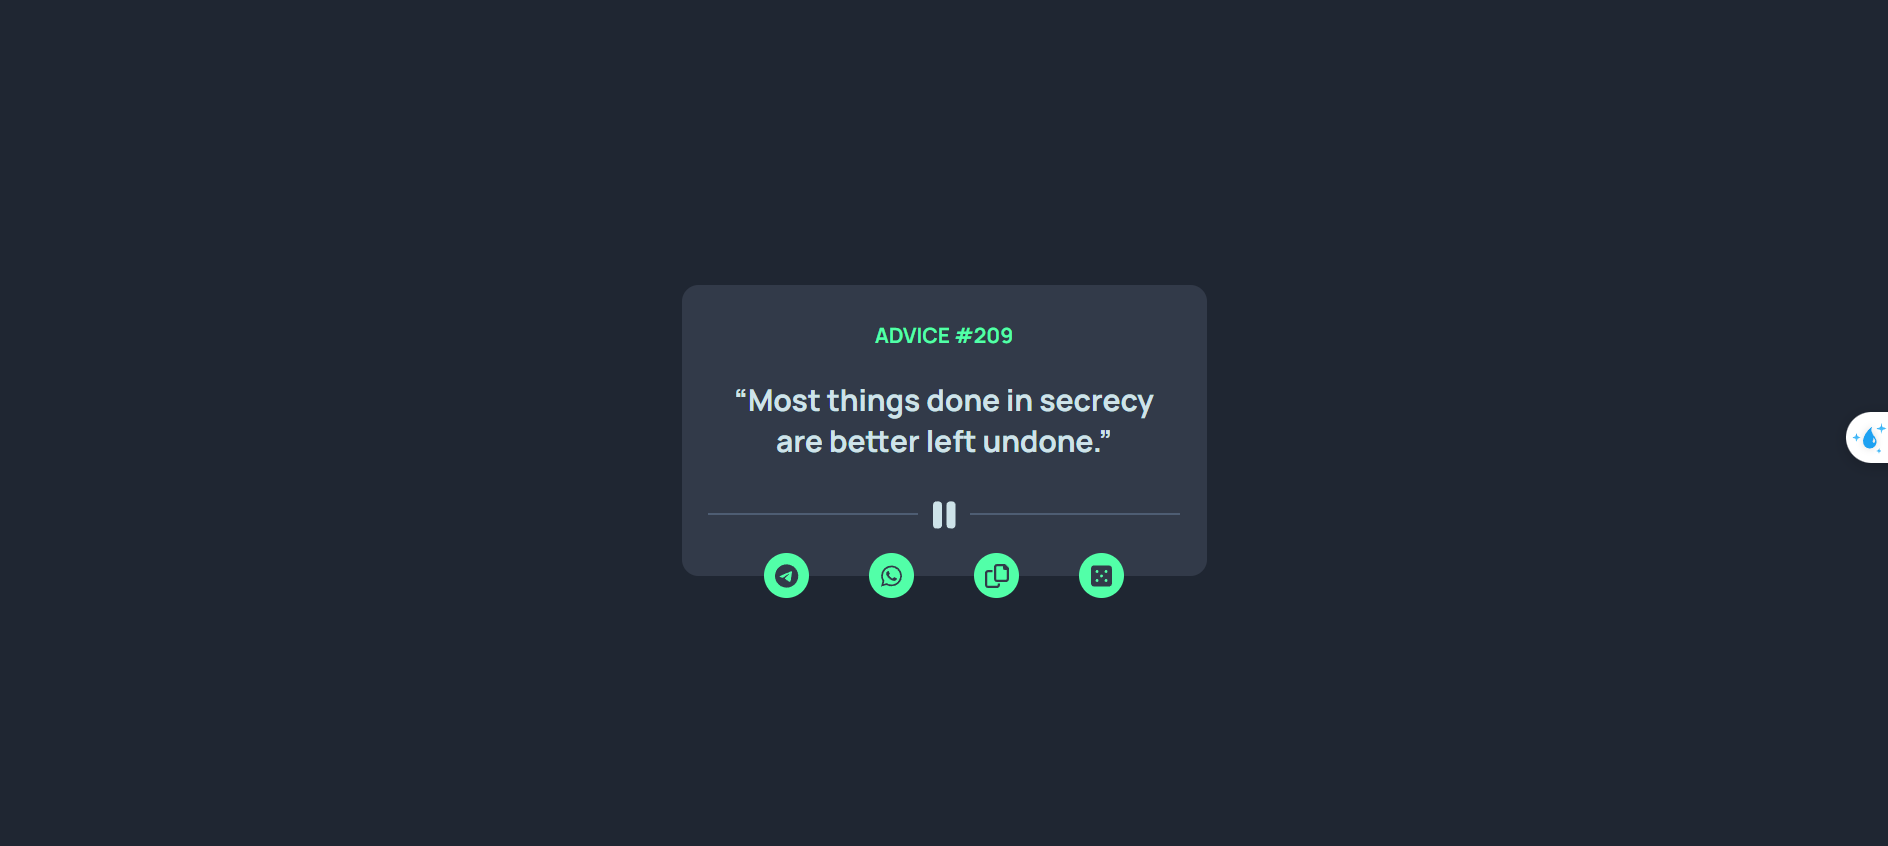 ADVICE #209
“Most things done in secrecy
are better left undone.”